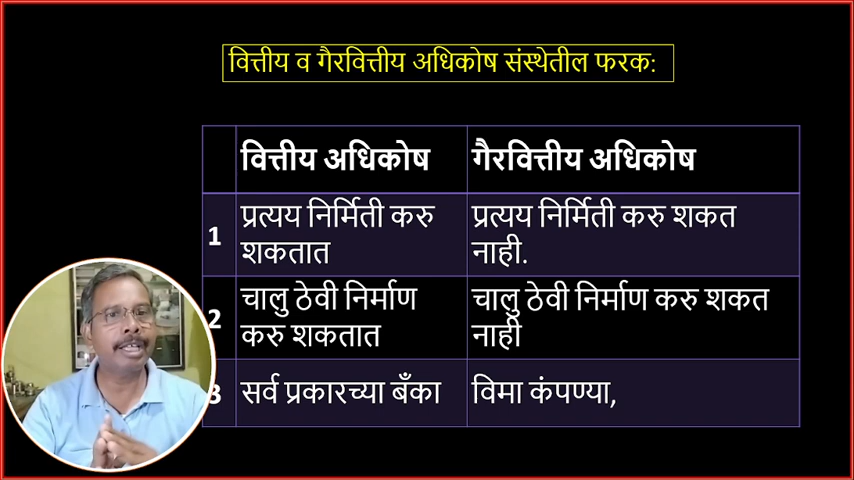 वित्तीय व गैरवित्तीय अधिकोष संस्थेतील फरक:
वित्तीय अधिकोष
गैरवित्तीय अधिकोष
1
प्रत्यय निर्मिती करु
शकतात
प्रत्यय निर्मिती करु शकत
नाही.
2
चालु ठेवी निर्माण
करु शकतात
चालु ठेवी निर्माण करु शकत
नाही
3
सर्व प्रकारच्या बँका
विमा कंपण्या,